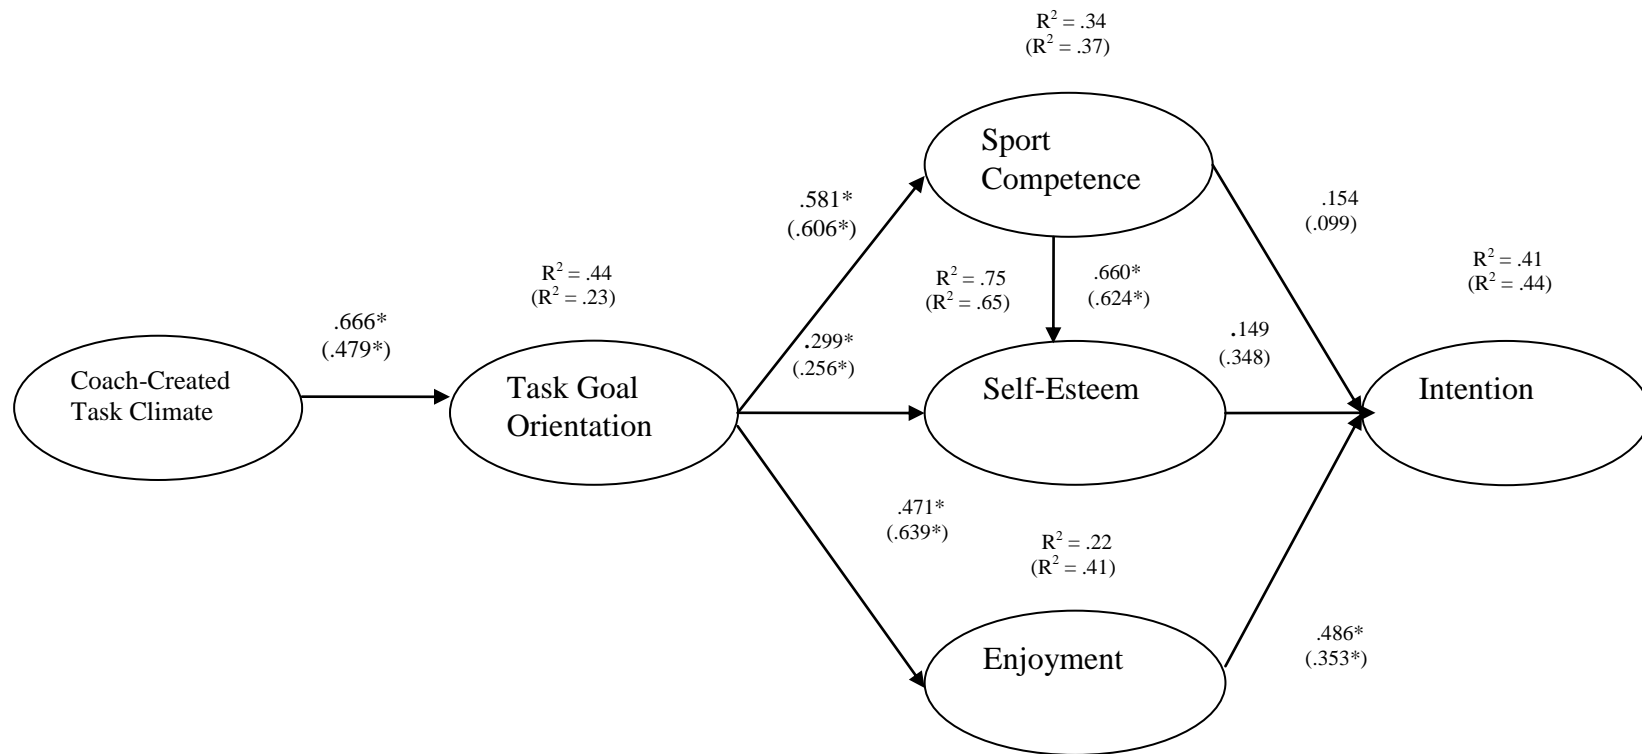 R² = .34
(R² = .37)
Sport
Competence
.581*
(.606*)
.154
(.099)
R² = .44
(R² = .23)
R² = .75
(R² = .65)
.660*
(.624*)
R² = .41
(R² = .44)
.666*
(.479*)
.299*
(.256*)
.149
(.348)
Coach-Created
Task Climate
Task Goal
Orientation
Self-Esteem
Intention
.471*
(.639*)
R² = .22
(R² = .41)
Enjoyment
.486*
(.353*)